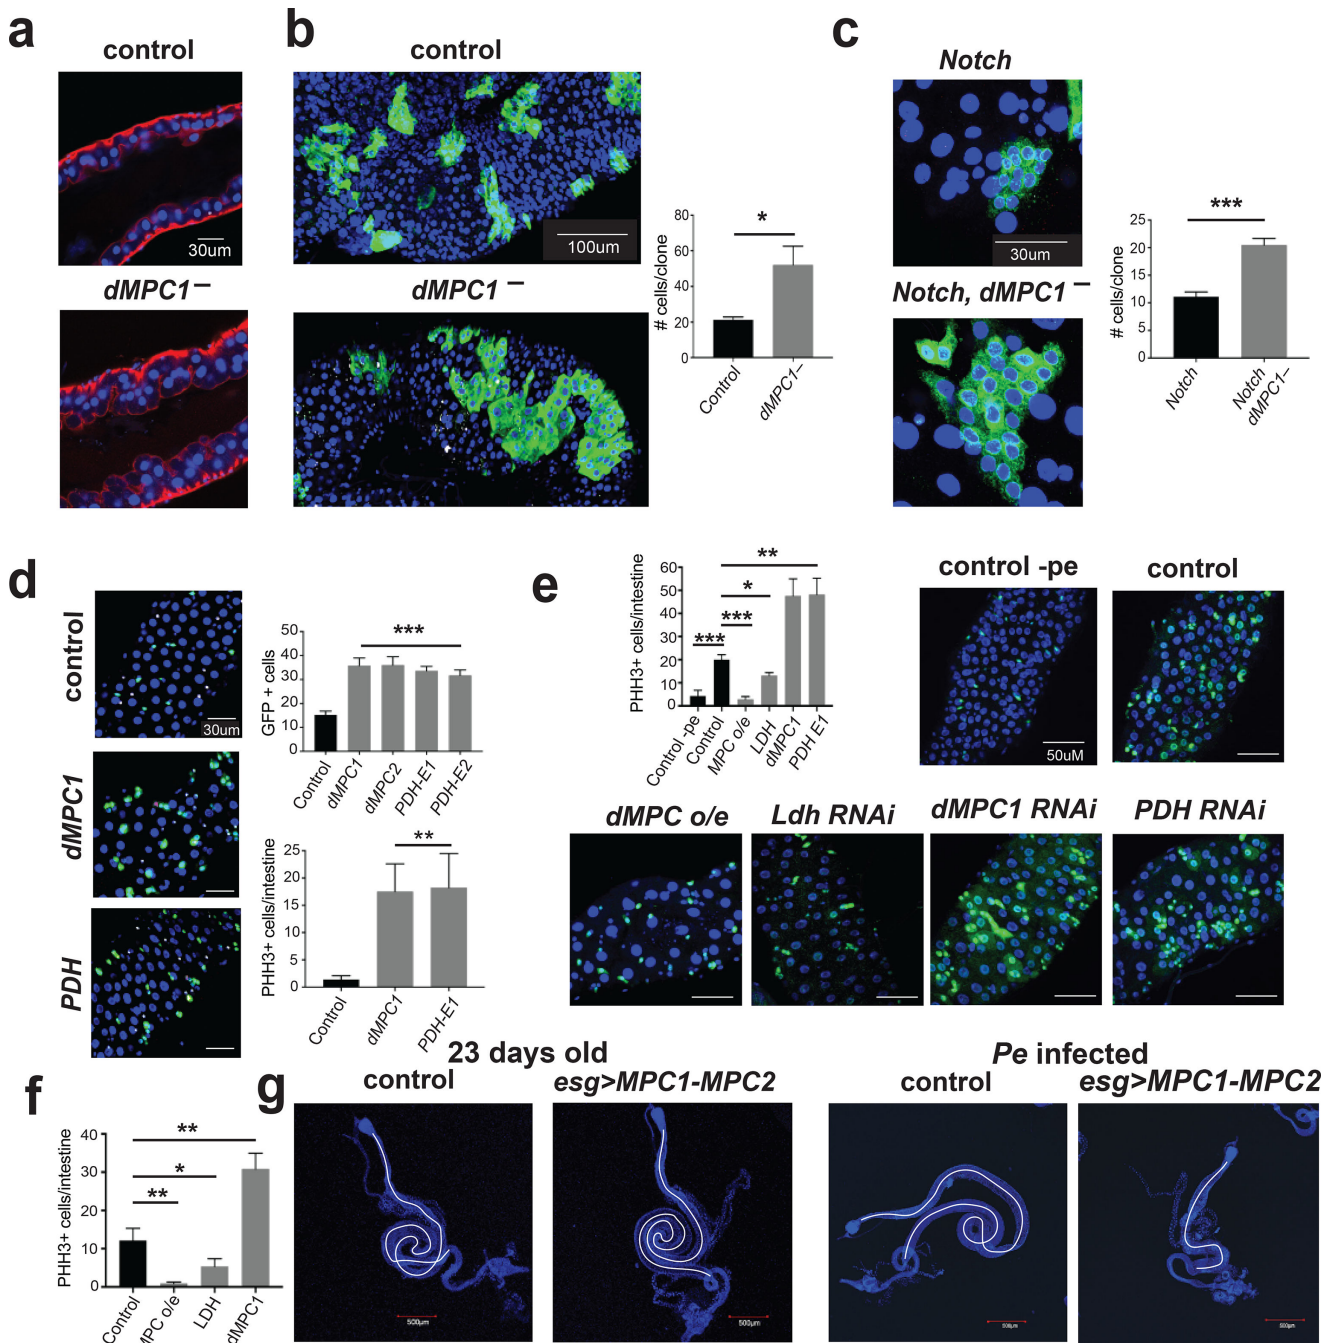 a
control
30um
dMPC1 –
b
control
100um
dMPC1 –
# cells/clone
80
60
40
20
0
*
Control
dMPC1–
c
Notch
30um
Notch, dMPC1 –
# cells/clone
25
20
15
10
5
0
***
Notch
Notch
dMPC1–
d
control
30um
dMPC1
PDH
GFP + cells
50
40
30
20
10
0
***
Control
dMPC1
dMPC2
PDH-E1
PDH-E2
PHH3+ cells/intestine
25
20
15
10
5
0
**
Control
dMPC1
PDH-E1
e
PHH3+ cells/intestine
60
50
40
30
20
10
0
**
*
***
***
Control -pe
Control
MPC o/e
LDH
dMPC1
PDH E1
control -pe
50uM
control
dMPC o/e
Ldh RNAi
dMPC1 RNAi
PDH RNAi
f
PHH3+ cells/intestine
40
30
20
10
0
**
*
**
Control
MPC o/e
LDH
dMPC1
g
23 days old
control
esg>MPC1-MPC2
500µm
500µm
Pe infected
control
esg>MPC1-MPC2
500µm
500µm